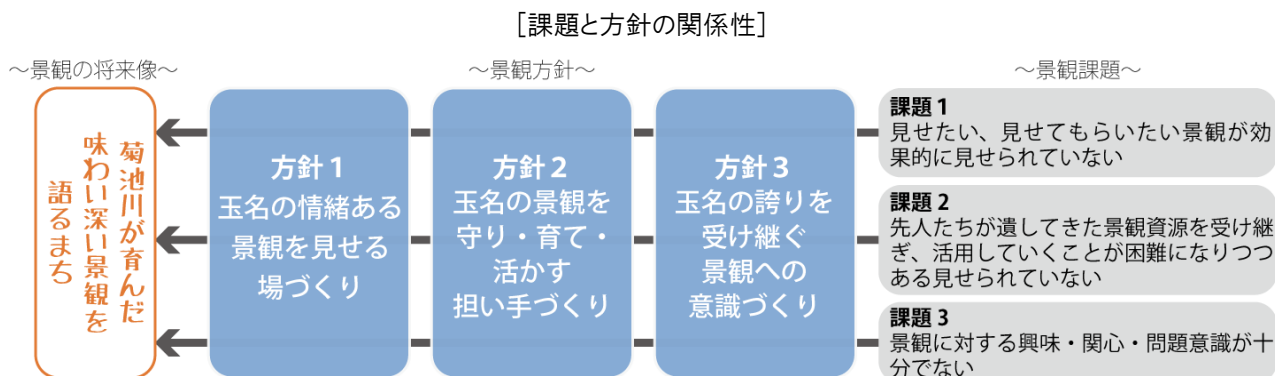 ［課題と方針の関係性］
～景観の将来像～
～景観方針～
～景観課題～
菊池川が育んだ
味わい深い景観を
語るまち
方針1
玉名の情緒ある
景観を見せる
場づくり
方針2
玉名の景観を
守り・育て・
活かす
担い手づくり
方針3
玉名の誇りを
受け継ぐ
景観への
意識づくり
課題1
見せたい、見せてもらいたい景観が効
果的に見せられていない
課題2
先人たちが遺してきた景観資源を受け継
ぎ、活用していくことが困難になりつつ
ある見せられていない
課題3
景観に対する興味・関心・問題意識が十
分でない